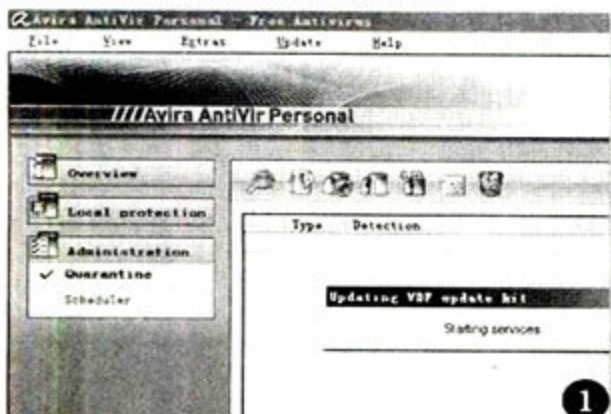 Avira AntiVir Personal - Free Antivirus
File View Extras Update Help
Avira AntiVir Personal
Overview
Local protection
Administration
Quarantine
Scheduler
Type Detection
Updating VDF update kit
Starting services
1